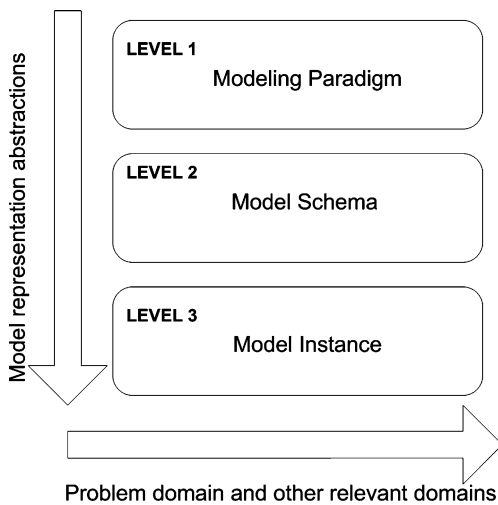 LEVEL 1
Modeling Paradigm
LEVEL 2
Model Schema
LEVEL 3
Model Instance
Model representation abstractions
Problem domain and other relevant domains